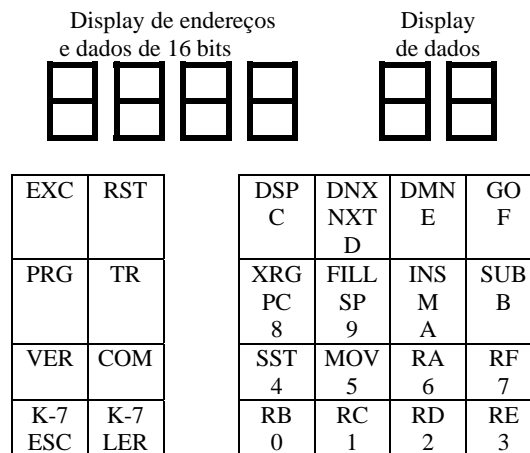 Display de endereços
e dados de 16 bits
Display
de dados
EXC RST
PRG TR
VER COM
K-7 K-7
ESC LER
DSP DNX DMN GO
C NXT E F
D
XRG FILL INS SUB
PC SP M B
8 9 A
SST MOV RA RF
4 5 6 7
RB RC RD RE
0 1 2 3